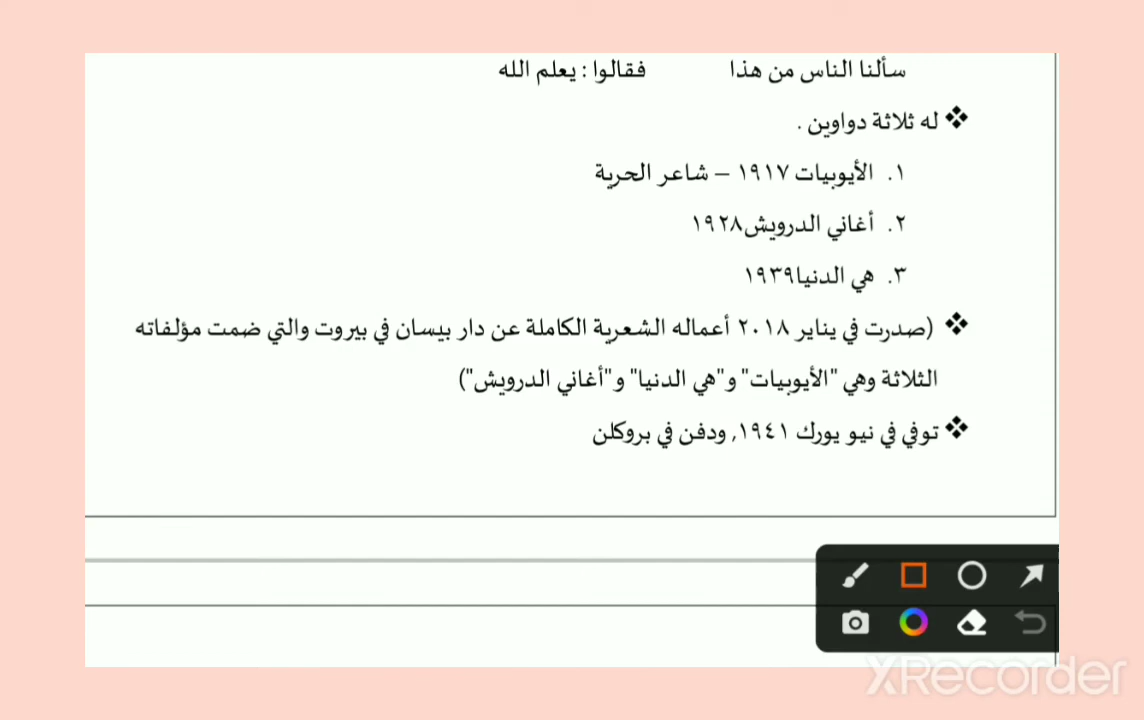 سألنا الناس من هذا فقالوا : يعلم الله
❖ له ثلاثة دواوين .
١. الأيوبيات ١٩١٧ – شاعر الحرية
٢. أغاني الدرويش١٩٢٨
٣. هي الدنيا١٩٣٩
❖ (صدرت في يناير ٢٠١٨ أعماله الشعرية الكاملة عن دار بيسان في بيروت والتي ضمت مؤلفاته
الثلاثة وهي "الأيوبيات" و"هي الدنيا" و"أغاني الدرويش")
❖ توفي في نيو يورك ١٩٤١, ودفن في بروكلن
XRecorder